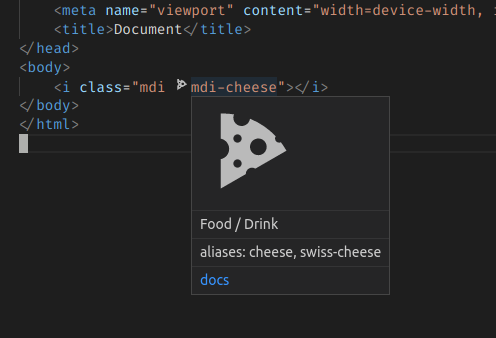 <meta name="viewport" content="width=device-width,
<title>Document</title>
</head>
<body>
<i class="mdi mdi-cheese"></i>
</body>
</html>
Food / Drink
aliases: cheese, swiss-cheese
docs